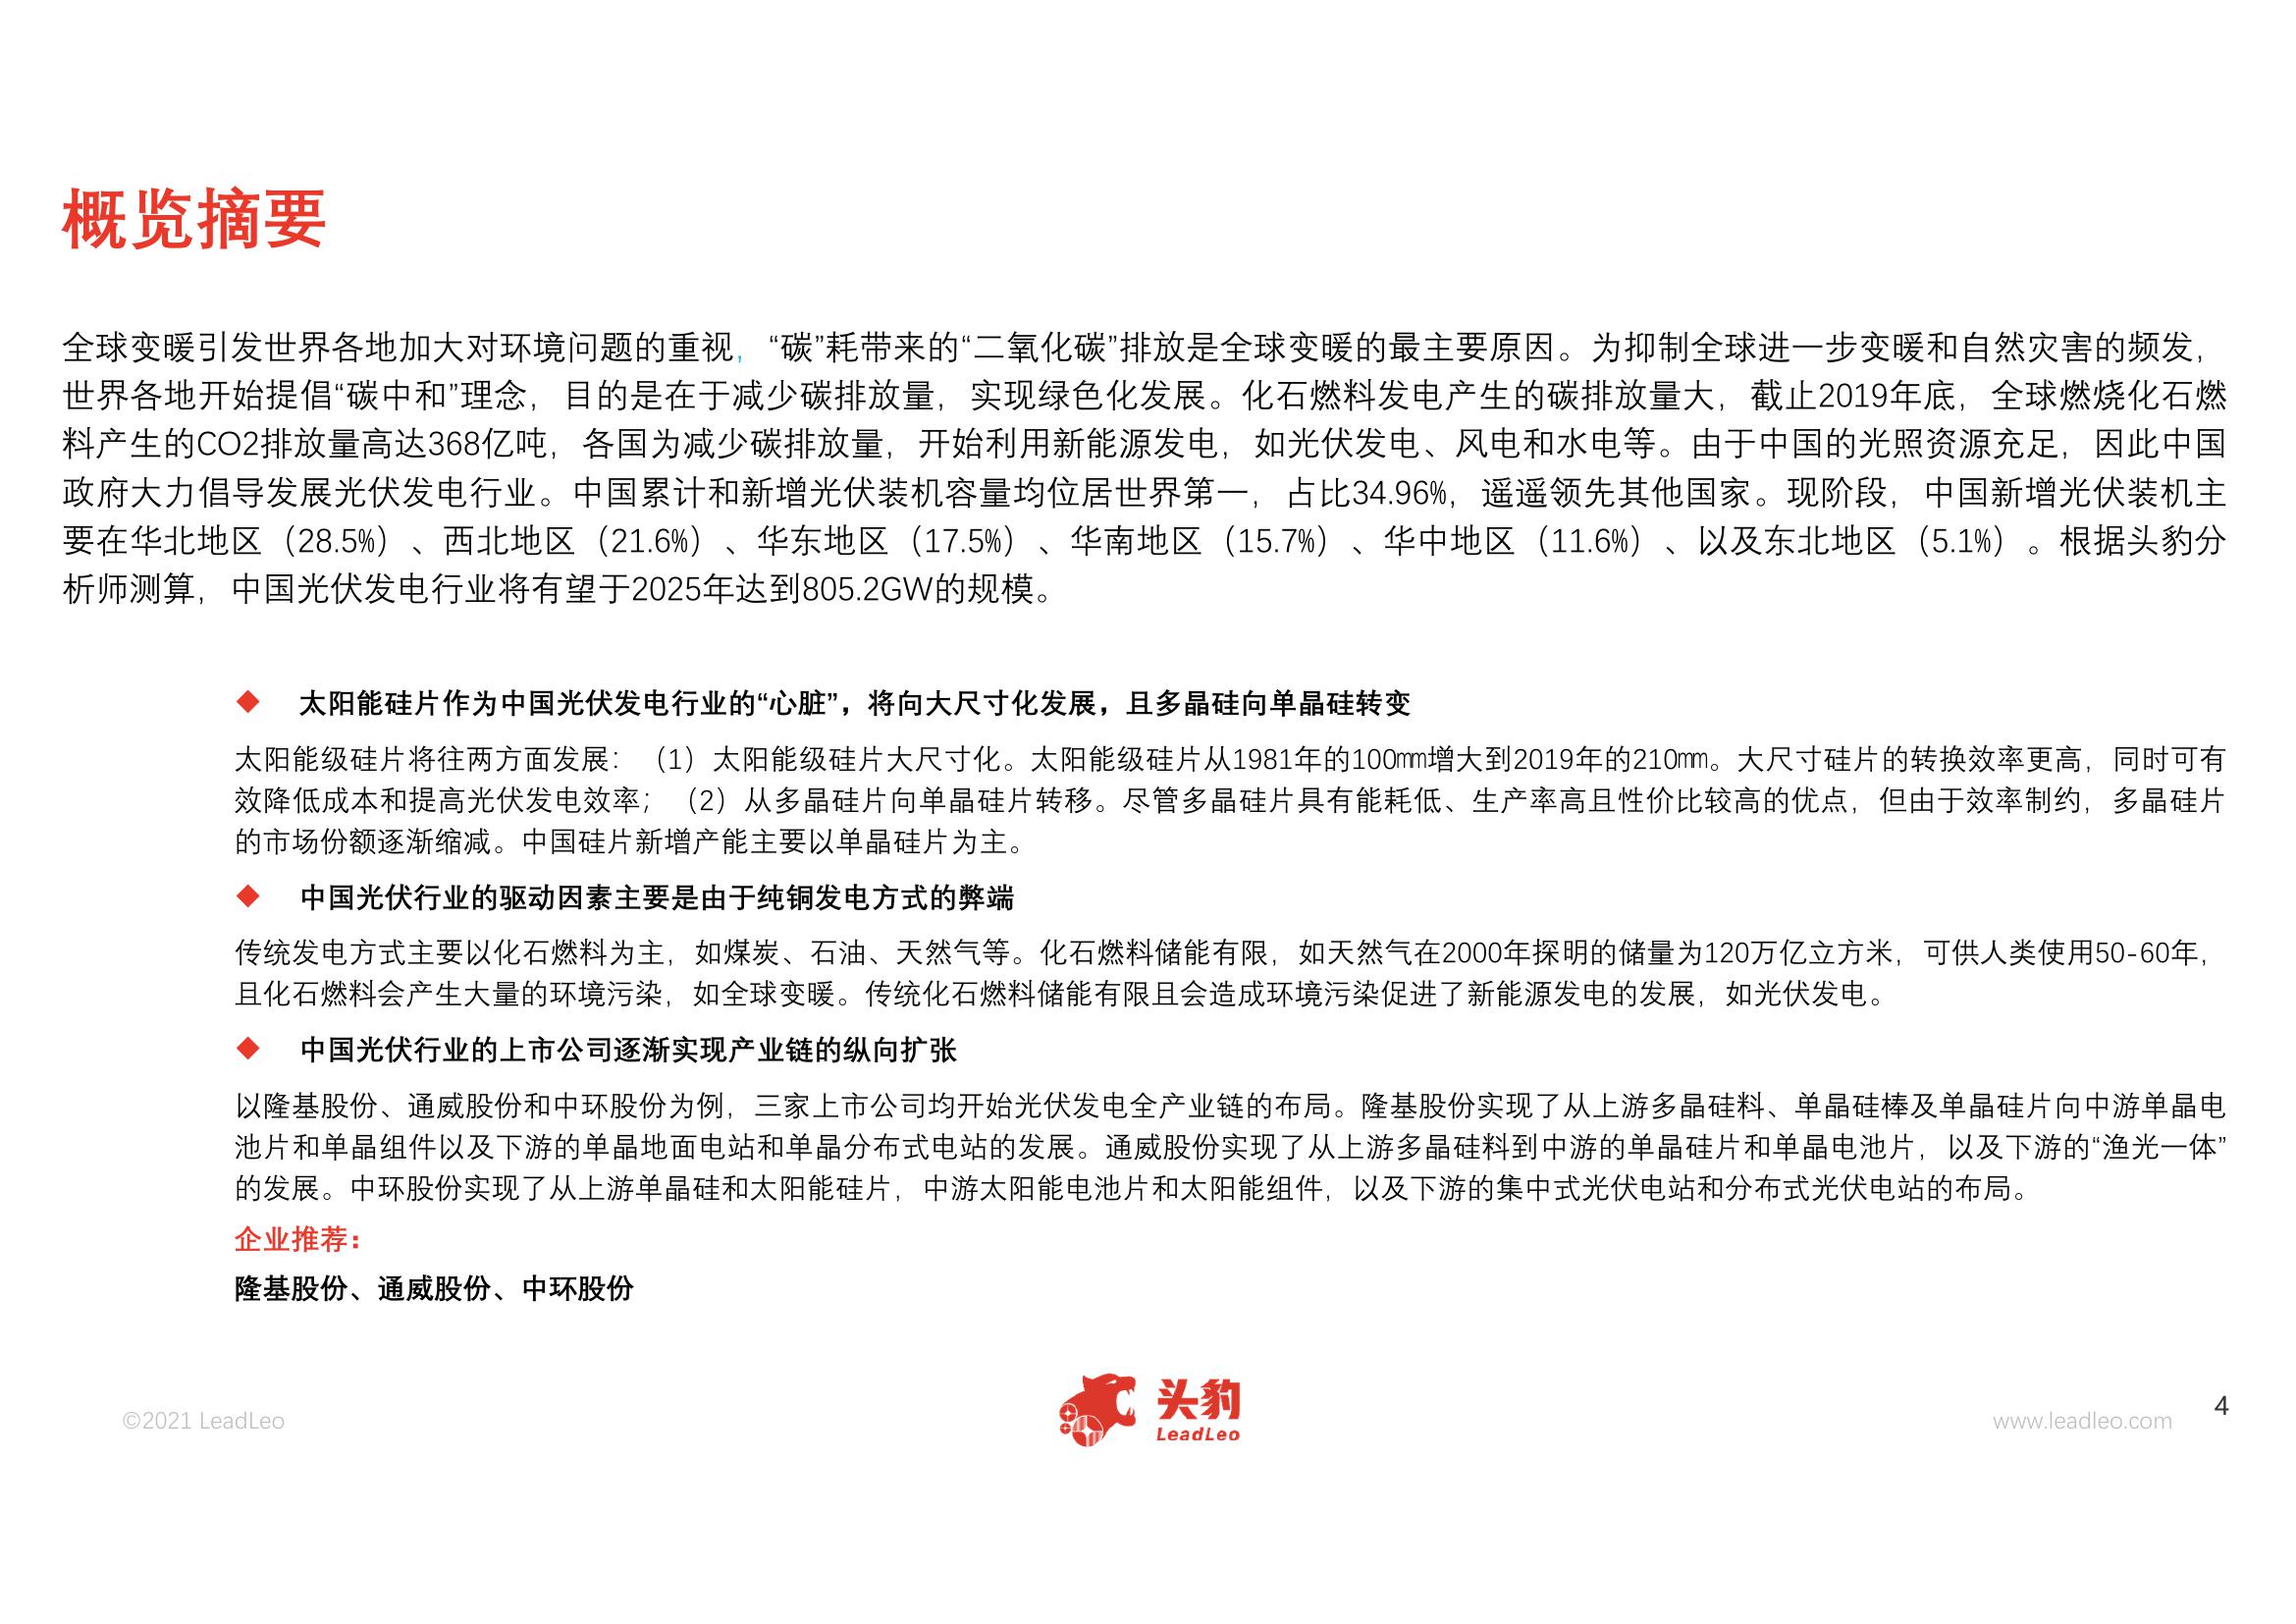 概览摘要
全球变暖引发世界各地加大对环境问题的重视，“碳”耗带来的“二氧化碳”排放是全球变暖的最主要原因。为抑制全球进一步变暖和自然灾害的频发，
世界各地开始提倡“碳中和”理念，目的是在于减少碳排放量，实现绿色化发展。化石燃料发电产生的碳排放量大，截止2019年底，全球燃烧化石燃
料产生的CO2排放量高达368亿吨，各国为减少碳排放量，开始利用新能源发电，如光伏发电、风电和水电等。由于中国的光照资源充足，因此中国
政府大力倡导发展光伏发电行业。中国累计和新增光伏装机容量均位居世界第一，占比34.96%，遥遥领先其他国家。现阶段，中国新增光伏装机主
要在华北地区（28.5%）、西北地区（21.6%）、华东地区（17.5%）、华南地区（15.7%）、华中地区（11.6%）、以及东北地区（5.1%）。根据头豹分
析师测算，中国光伏发电行业将有望于2025年达到805.2GW的规模。
◆ 太阳能硅片作为中国光伏发电行业的“心脏”，将向大尺寸化发展，且多晶硅向单晶硅转变
太阳能级硅片将往两方面发展：（1）太阳能级硅片大尺寸化。太阳能级硅片从1981年的100㎜增大到2019年的210㎜。大尺寸硅片的转换效率更高，同时可有
效降低成本和提高光伏发电效率；（2）从多晶硅片向单晶硅片转移。尽管多晶硅片具有能耗低、生产率高且性价比较高的优点，但由于效率制约，多晶硅片
的市场份额逐渐缩减。中国硅片新增产能主要以单晶硅片为主。
◆ 中国光伏行业的驱动因素主要是由于纯铜发电方式的弊端
传统发电方式主要以化石燃料为主，如煤炭、石油、天然气等。化石燃料储能有限，如天然气在2000年探明的储量为120万亿立方米，可供人类使用50-60年，
且化石燃料会产生大量的环境污染，如全球变暖。传统化石燃料储能有限且会造成环境污染促进了新能源发电的发展，如光伏发电。
◆ 中国光伏行业的上市公司逐渐实现产业链的纵向扩张
以隆基股份、通威股份和中环股份为例，三家上市公司均开始光伏发电全产业链的布局。隆基股份实现了从上游多晶硅料、单晶硅棒及单晶硅片向中游单晶电
池片和单晶组件以及下游的单晶地面电站和单晶分布式电站的发展。通威股份实现了从上游多晶硅料到中游的单晶硅片和单晶电池片，以及下游的“渔光一体”
的发展。中环股份实现了从上游单晶硅和太阳能硅片，中游太阳能电池片和太阳能组件，以及下游的集中式光伏电站和分布式光伏电站的布局。
企业推荐：
隆基股份、通威股份、中环股份
©2021 LeadLeo
头豹
LeadLeo
www.leadleo.com
4